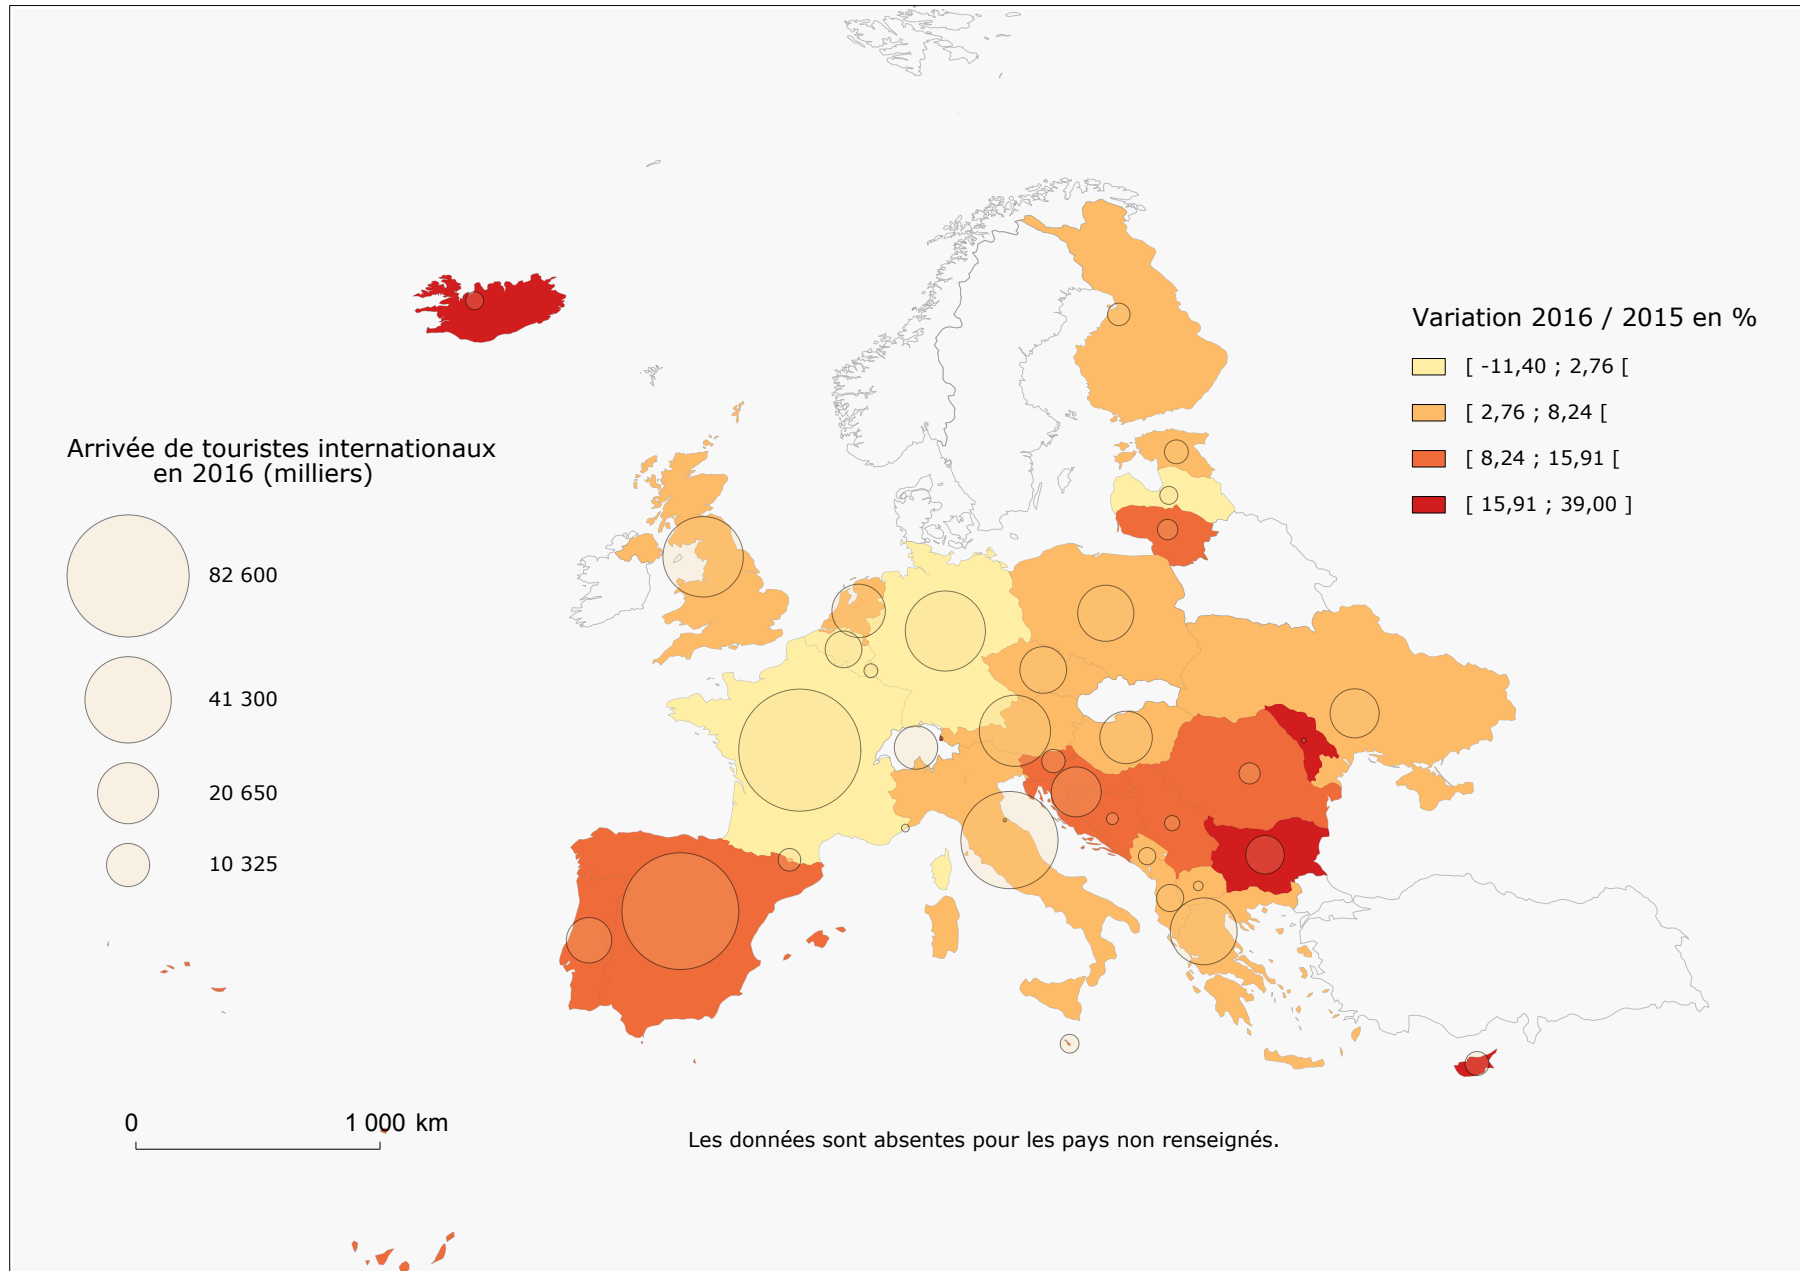 Variation 2016 / 2015 en %
[ -11,40 ; 2,76 [
[ 2,76 ; 8,24 [
[ 8,24 ; 15,91 [
[ 15,91 ; 39,00 ]
Arrivée de touristes internationaux
en 2016 (milliers)
82 600
41 300
20 650
10 325
0
1 000 km
Les données sont absentes pour les pays non renseignés.